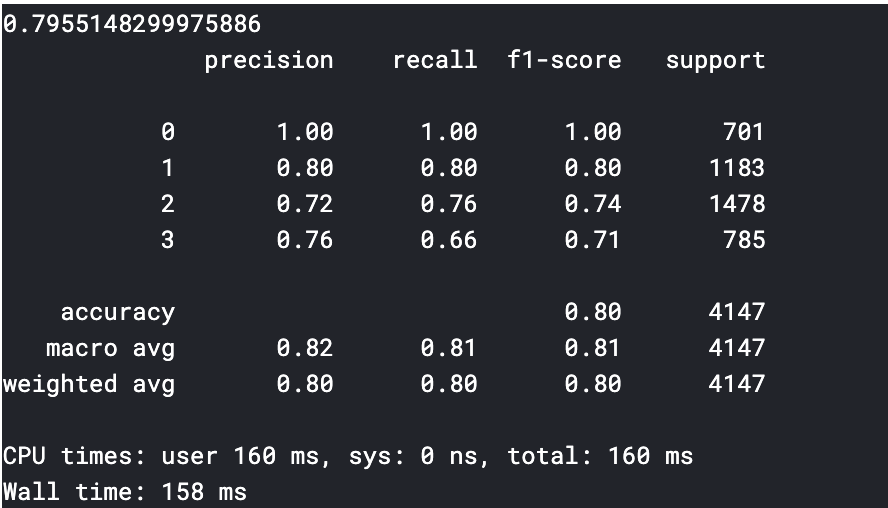 0.7955148299975886
precision recall f1-score support
0 1.00 1.00 1.00 701
1 0.80 0.80 0.80 1183
2 0.72 0.76 0.74 1478
3 0.76 0.66 0.71 785
accuracy 0.80 4147
macro avg 0.82 0.81 0.81 4147
weighted avg 0.80 0.80 0.80 4147
CPU times: user 160 ms, sys: 0 ns, total: 160 ms
Wall time: 158 ms